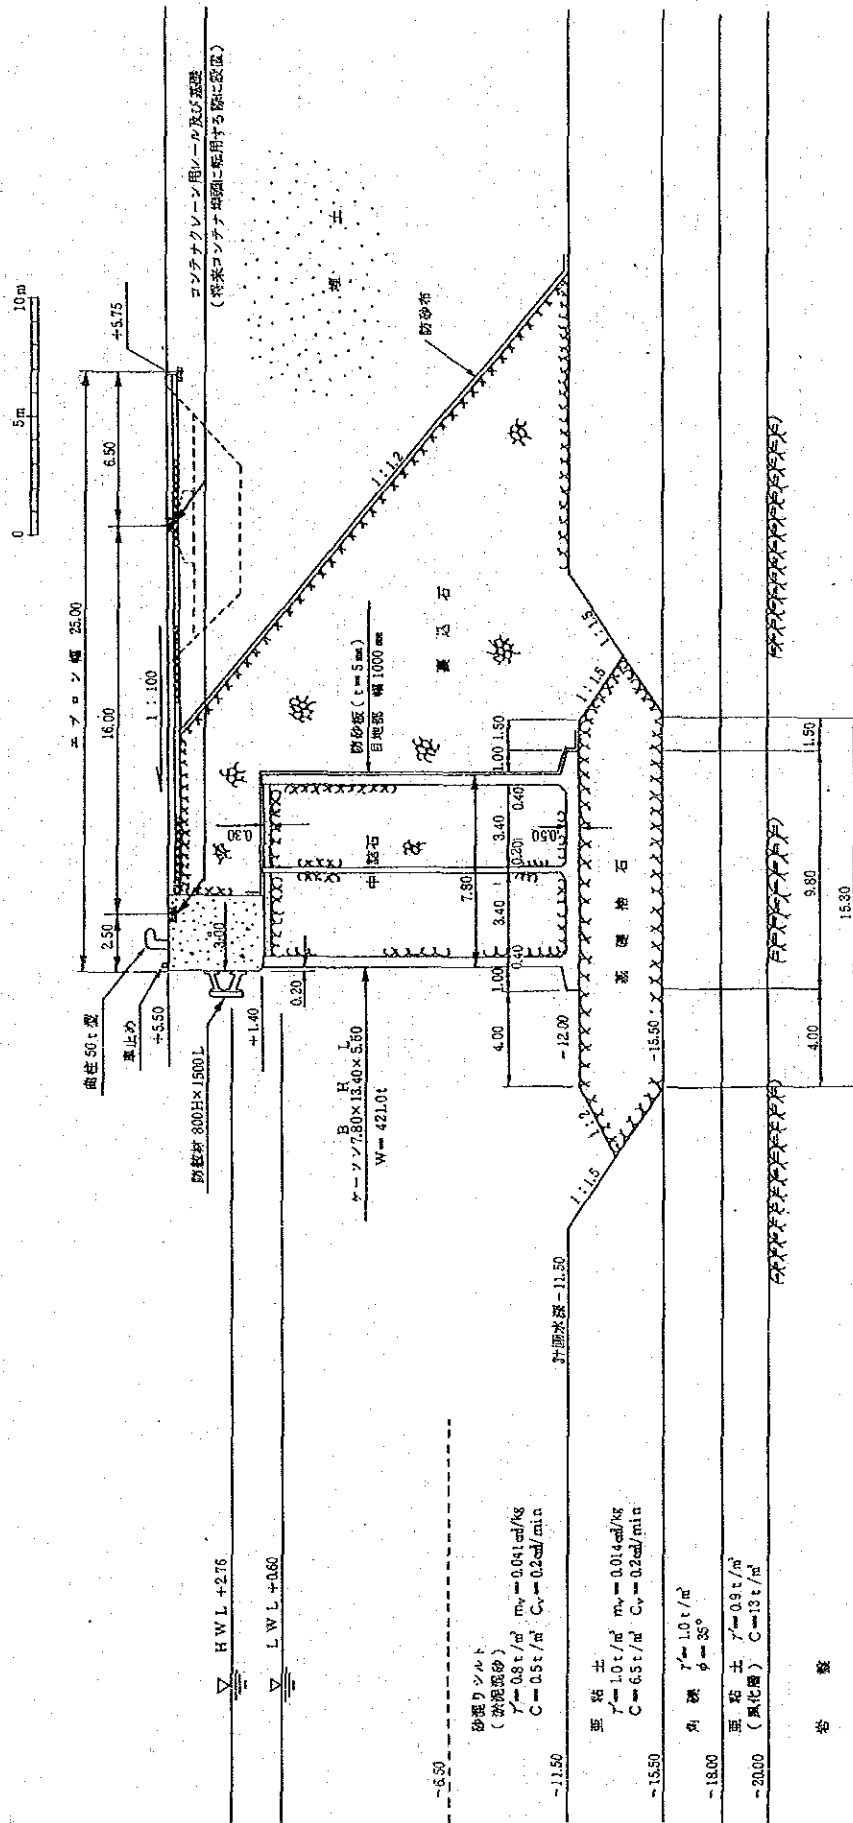 0 5m 10m
エプロン幅 25.00
2.50 16.00 6.50
+5.75
1:100
コンテナクレーン用レール及び基礎
(将来コンテナ埠頭に転用する際に設置)
曲柱 50t型
車止め
+5.50
3.00
防舷材 800H×1500L
+1.40
0.20
0.30
埋 土
防砂布
1:1.2
HWL +2.76
LWL +0.60
B H L
ケーソン 7.80×13.40×5.60
W=421.0t
中詰石
防砂板(t=5mm)
目地部 幅1000mm
裏込石
7.80
4.00 1.00 3.40 3.40 1.00 1.50
0.40 0.20 0.40
0.50
-12.00
基礎捨石
-15.50
1:2
1:1.5
1:1.5
1:1.5
計画水深-11.50
4.00 9.80 1.50
15.30
-6.50
砂混りシルト
(淤泥混砂)
γ'=0.8t/m³ mv=0.041cm²/kg
C=0.5t/m² Cv=0.2cm²/min
-11.50
亜粘土
γ'=1.0t/m³ mv=0.014cm²/kg
C=6.5t/m² Cv=0.2cm²/min
-15.50
角礫 γ'=1.0t/m³
φ=35°
-18.00
亜粘土 γ'=0.9t/m³
(風化層) C=13t/m²
-20.00
岩盤